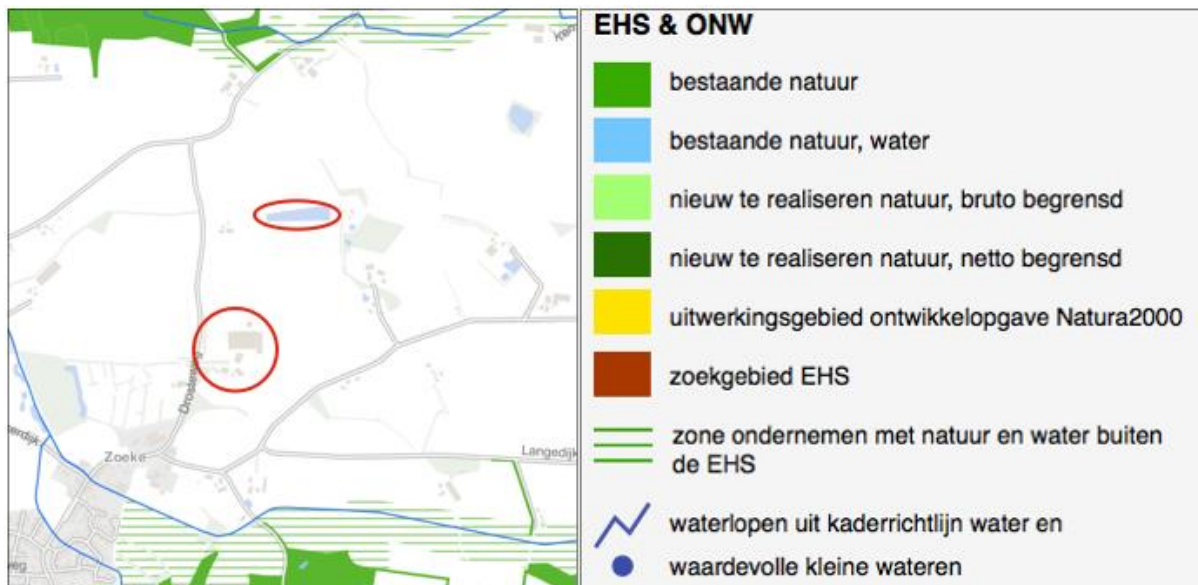 EHS & ONW
bestaande natuur
bestaande natuur, water
nieuw te realiseren natuur, bruto begrensd
nieuw te realiseren natuur, netto begrensd
uitwerkingsgebied ontwikkelopgave Natura2000
zoekgebied EHS
zone ondernemen met natuur en water buiten
de EHS
waterlopen uit kaderrichtlijn water en
waardevolle kleine wateren
Zoeke
Langedijk